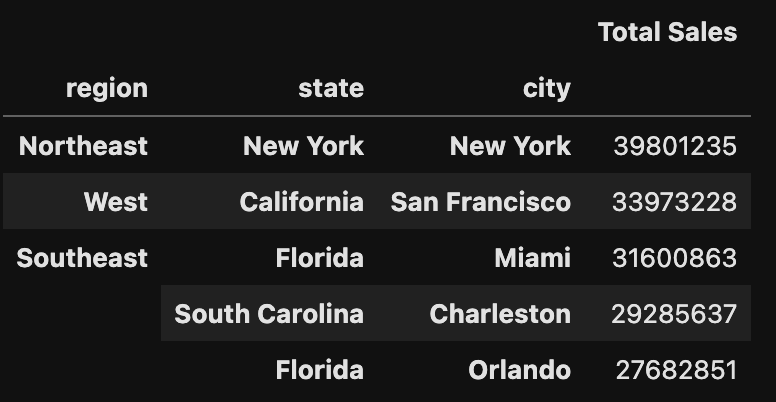 Total Sales
region state city
Northeast New York New York 39801235
West California San Francisco 33973228
Southeast Florida Miami 31600863
South Carolina Charleston 29285637
Florida Orlando 27682851